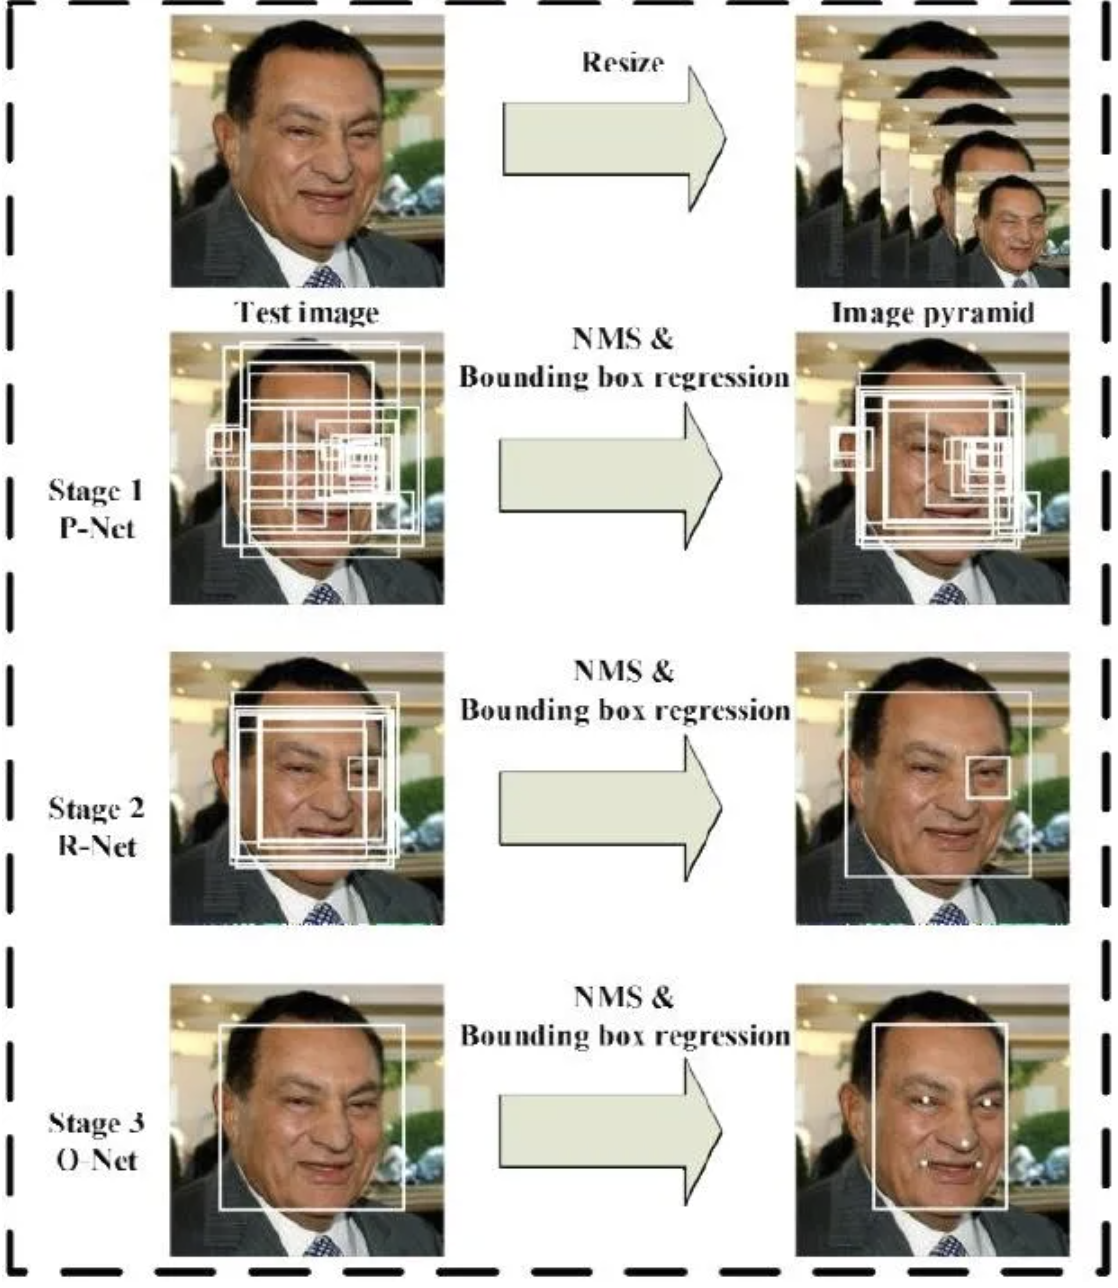 Resize
Test image
Image pyramid
NMS &
Bounding box regression
Stage 1
P-Net
NMS &
Bounding box regression
Stage 2
R-Net
NMS &
Bounding box regression
Stage 3
O-Net